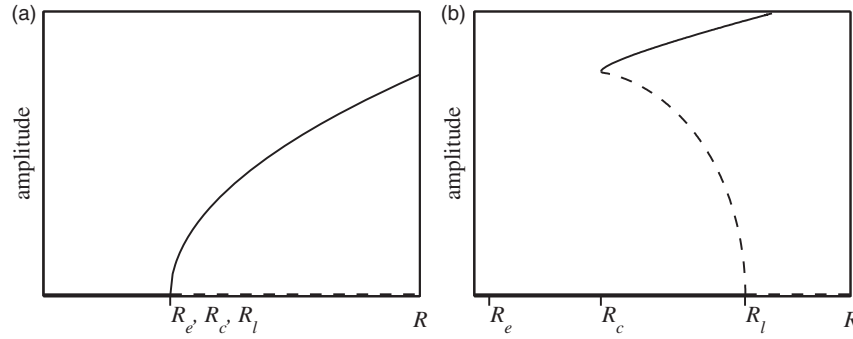 (a)
amplitude
R_e, R_c, R_l
R
(b)
amplitude
R_e
R_c
R_l
R